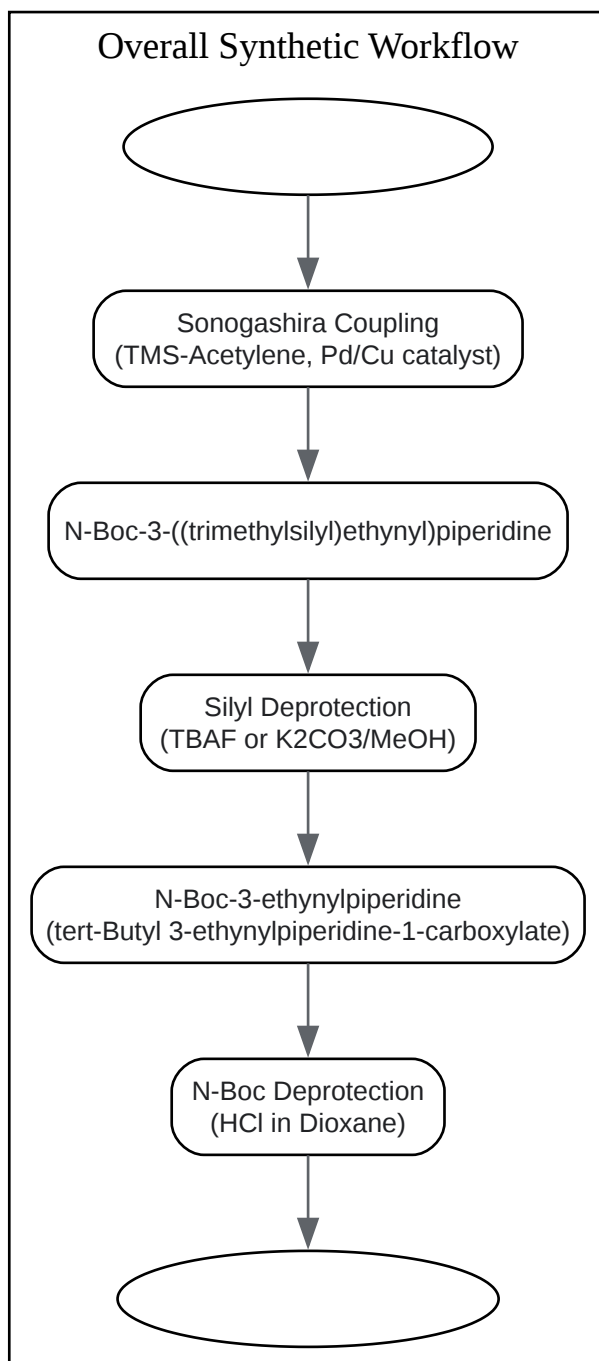 Overall Synthetic Workflow
Sonogashira Coupling
(TMS-Acetylene, Pd/Cu catalyst)
N-Boc-3-((trimethylsilyl)ethynyl)piperidine
Silyl Deprotection
(TBAF or K2CO3/MeOH)
N-Boc-3-ethynylpiperidine
(tert-Butyl 3-ethynylpiperidine-1-carboxylate)
N-Boc Deprotection
(HCl in Dioxane)